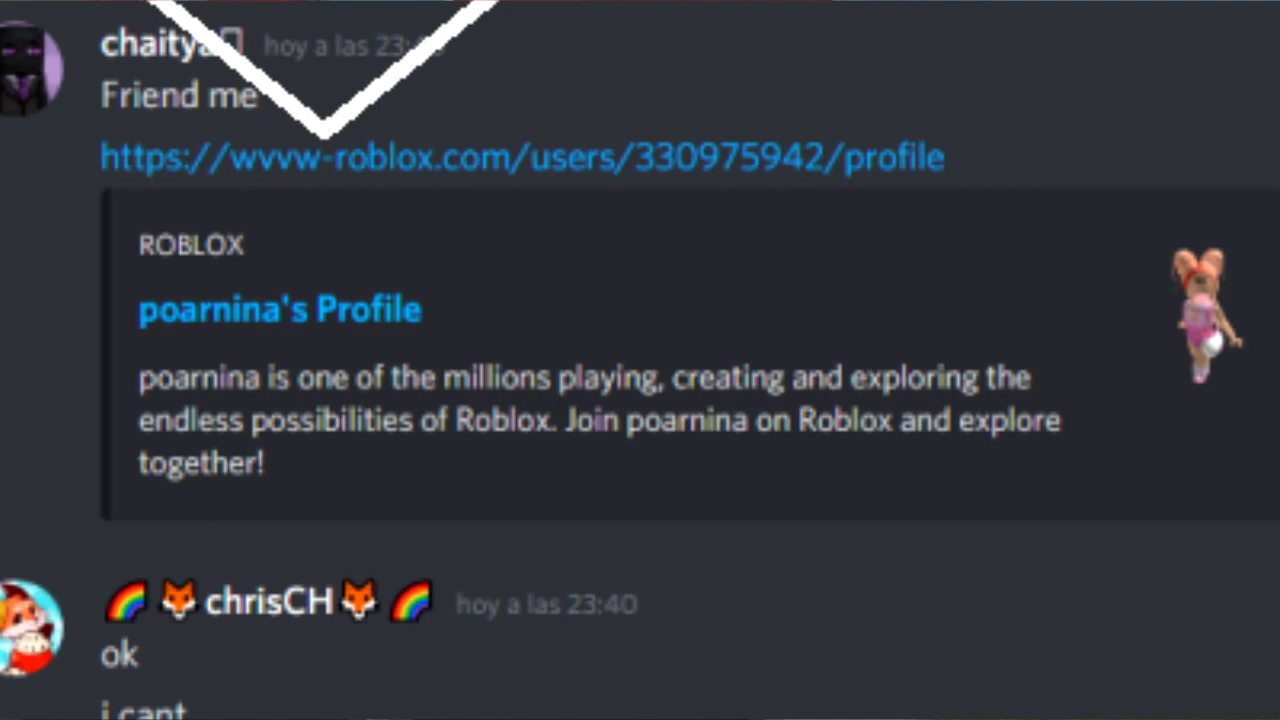 chaitya
hoy a las 23:
Friend me
https://wvvw-roblox.com/users/330975942/profile
ROBLOX
poarnina's Profile
poarnina is one of the millions playing, creating and exploring the
endless possibilities of Roblox. Join poarnina on Roblox and explore
together!
🌈🦊chrisCH🦊🌈 hoy a las 23:40
ok
i cant